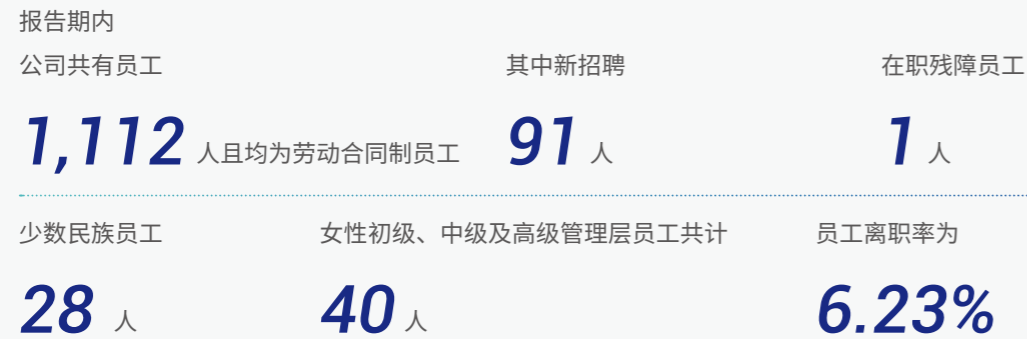 报告期内
公司共有员工 其中新招聘 在职残障员工
1,112 人且均为劳动合同制员工 91 人 1 人
少数民族员工 女性初级、中级及高级管理层员工共计 员工离职率为
28 人 40 人 6.23%